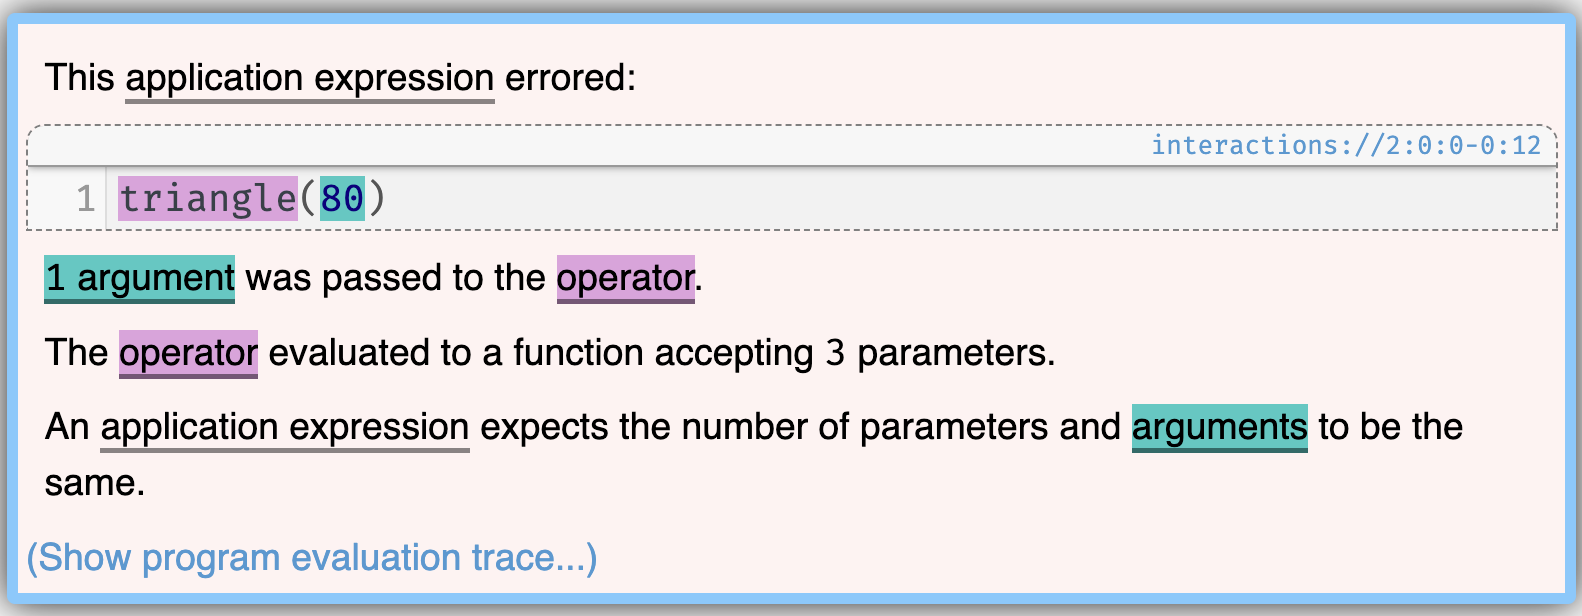 This application expression errored:
interactions://2:0:0-0:12
1 triangle(80)
1 argument was passed to the operator.
The operator evaluated to a function accepting 3 parameters.
An application expression expects the number of parameters and arguments to be the
same.
(Show program evaluation trace...)